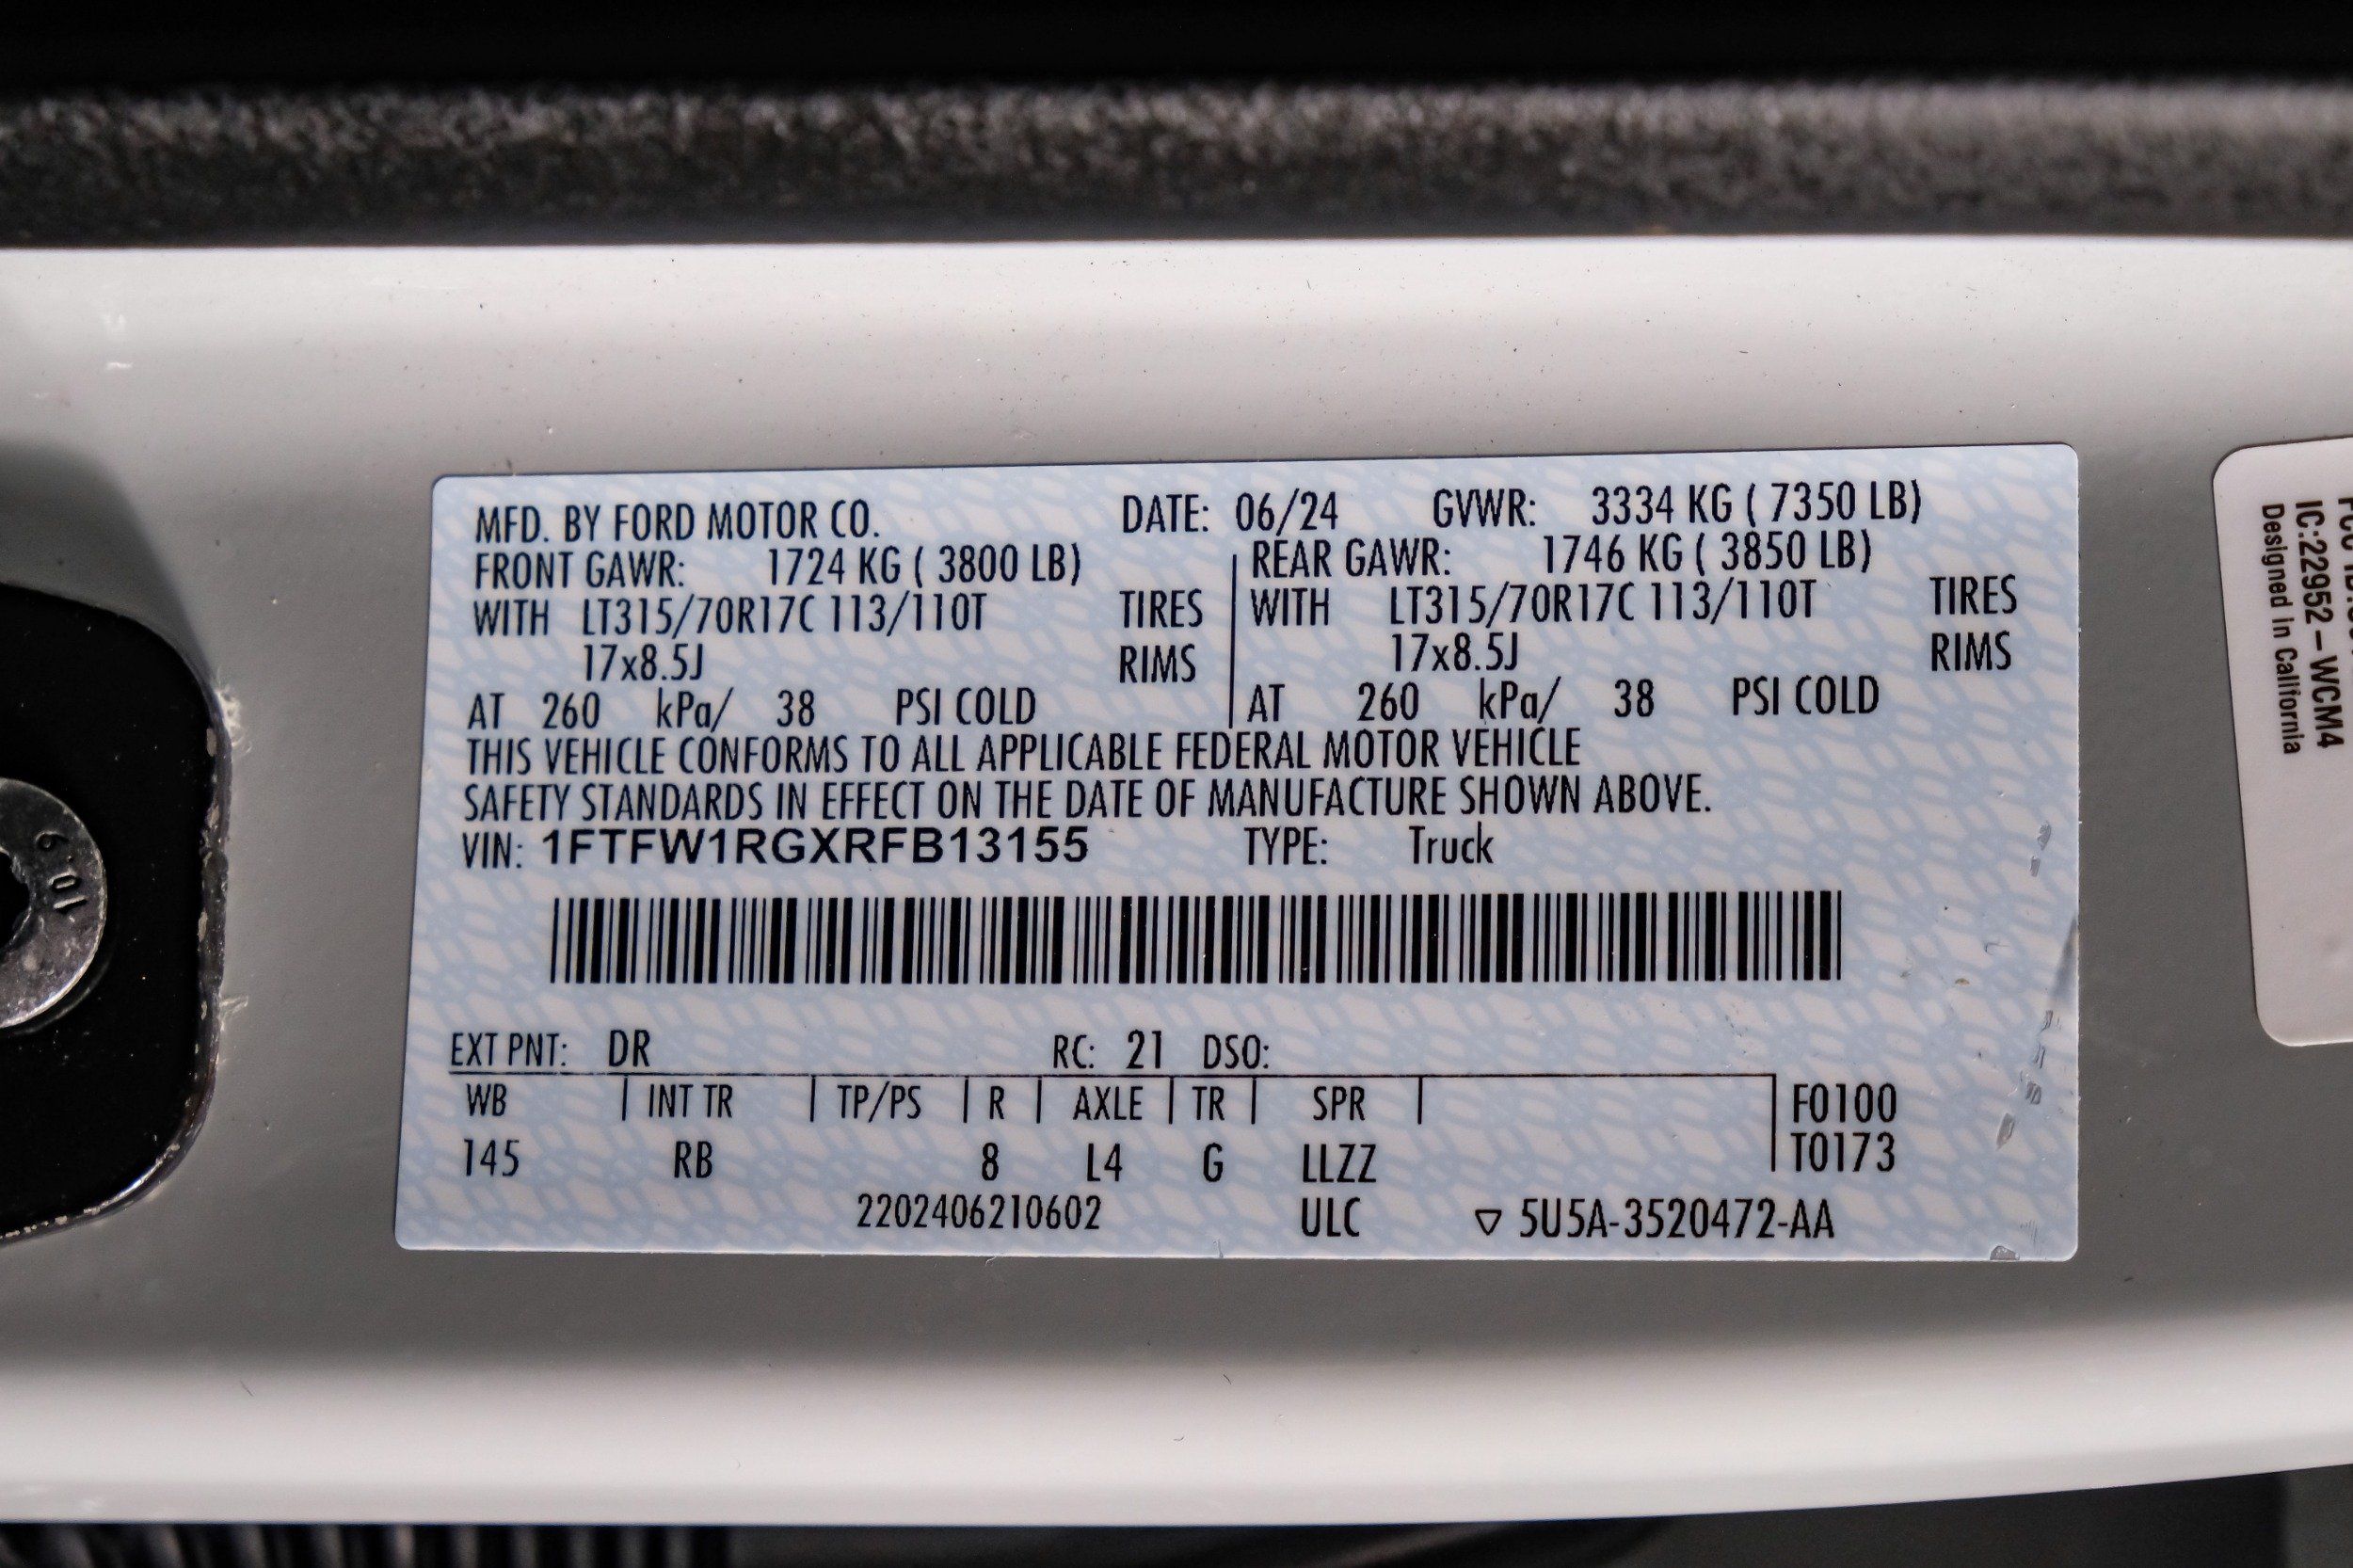 MFD. BY FORD MOTOR CO. DATE: 06/24 GVWR: 3334 KG ( 7350 LB)
FRONT GAWR: 1724 KG ( 3800 LB) REAR GAWR: 1746 KG ( 3850 LB)
WITH LT315/70R17C 113/110T TIRES WITH LT315/70R17C 113/110T TIRES
17x8.5J RIMS 17x8.5J RIMS
AT 260 kPa/ 38 PSI COLD AT 260 kPa/ 38 PSI COLD
THIS VEHICLE CONFORMS TO ALL APPLICABLE FEDERAL MOTOR VEHICLE
SAFETY STANDARDS IN EFFECT ON THE DATE OF MANUFACTURE SHOWN ABOVE.
VIN: 1FTFW1RGXRFB13155 TYPE: Truck
EXT PNT: DR RC: 21 DSO:
WB INT TR TP/PS R AXLE TR SPR F0100
145 RB 8 L4 G LLZZ T0173
2202406210602 ULC ▽ 5U5A-3520472-AA
IC:22952-WCM4
Designed in California
10.9